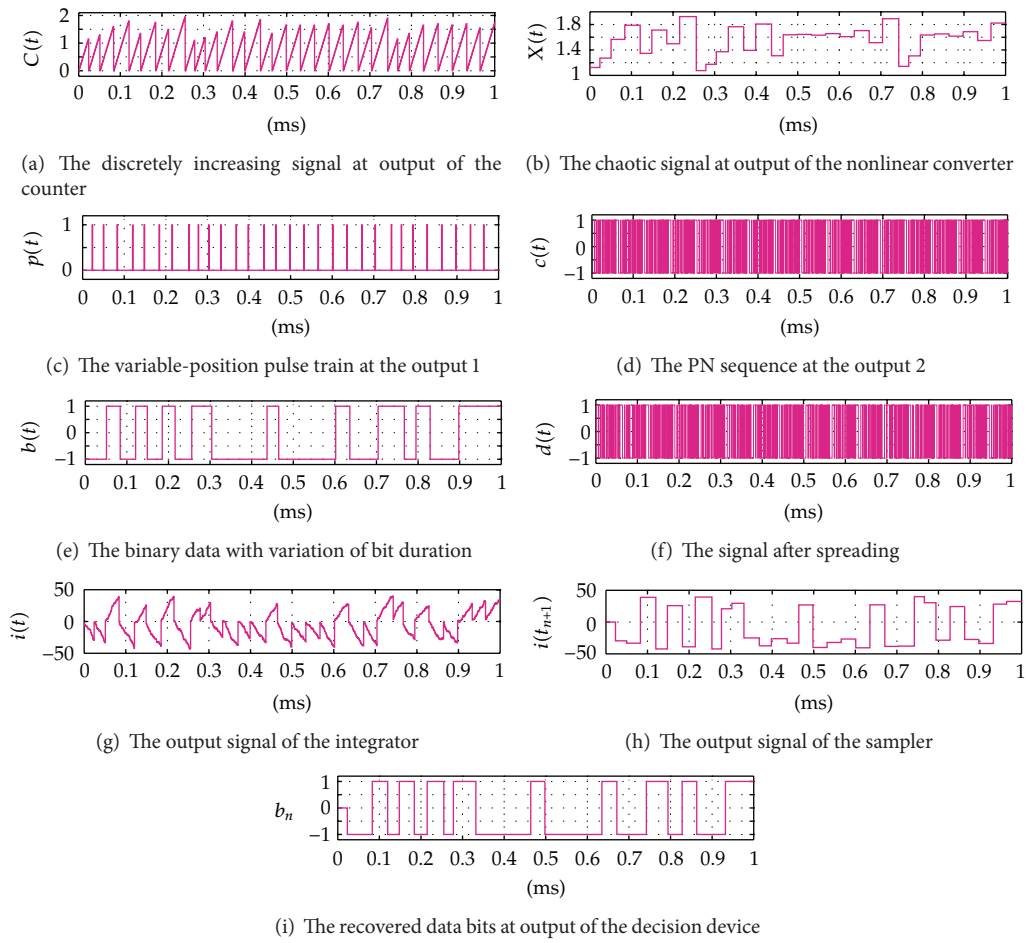 C(t)
2
1
0
0 0.1 0.2 0.3 0.4 0.5 0.6 0.7 0.8 0.9 1
(ms)
(a) The discretely increasing signal at output of the
counter
X(t)
1.8
1.4
1
0 0.1 0.2 0.3 0.4 0.5 0.6 0.7 0.8 0.9 1
(ms)
(b) The chaotic signal at output of the nonlinear converter
p(t)
1
0
0 0.1 0.2 0.3 0.4 0.5 0.6 0.7 0.8 0.9 1
(ms)
(c) The variable-position pulse train at the output 1
c(t)
1
0
−1
0 0.1 0.2 0.3 0.4 0.5 0.6 0.7 0.8 0.9 1
(ms)
(d) The PN sequence at the output 2
b(t)
1
0
−1
0 0.1 0.2 0.3 0.4 0.5 0.6 0.7 0.8 0.9 1
(ms)
(e) The binary data with variation of bit duration
d(t)
1
0
−1
0 0.1 0.2 0.3 0.4 0.5 0.6 0.7 0.8 0.9 1
(ms)
(f) The signal after spreading
i(t)
50
0
−50
0 0.1 0.2 0.3 0.4 0.5 0.6 0.7 0.8 0.9 1
(ms)
(g) The output signal of the integrator
i(tn+1)
50
0
−50
0 0.1 0.2 0.3 0.4 0.5 0.6 0.7 0.8 0.9 1
(ms)
(h) The output signal of the sampler
bn
1
0
−1
0 0.1 0.2 0.3 0.4 0.5 0.6 0.7 0.8 0.9 1
(ms)
(i) The recovered data bits at output of the decision device